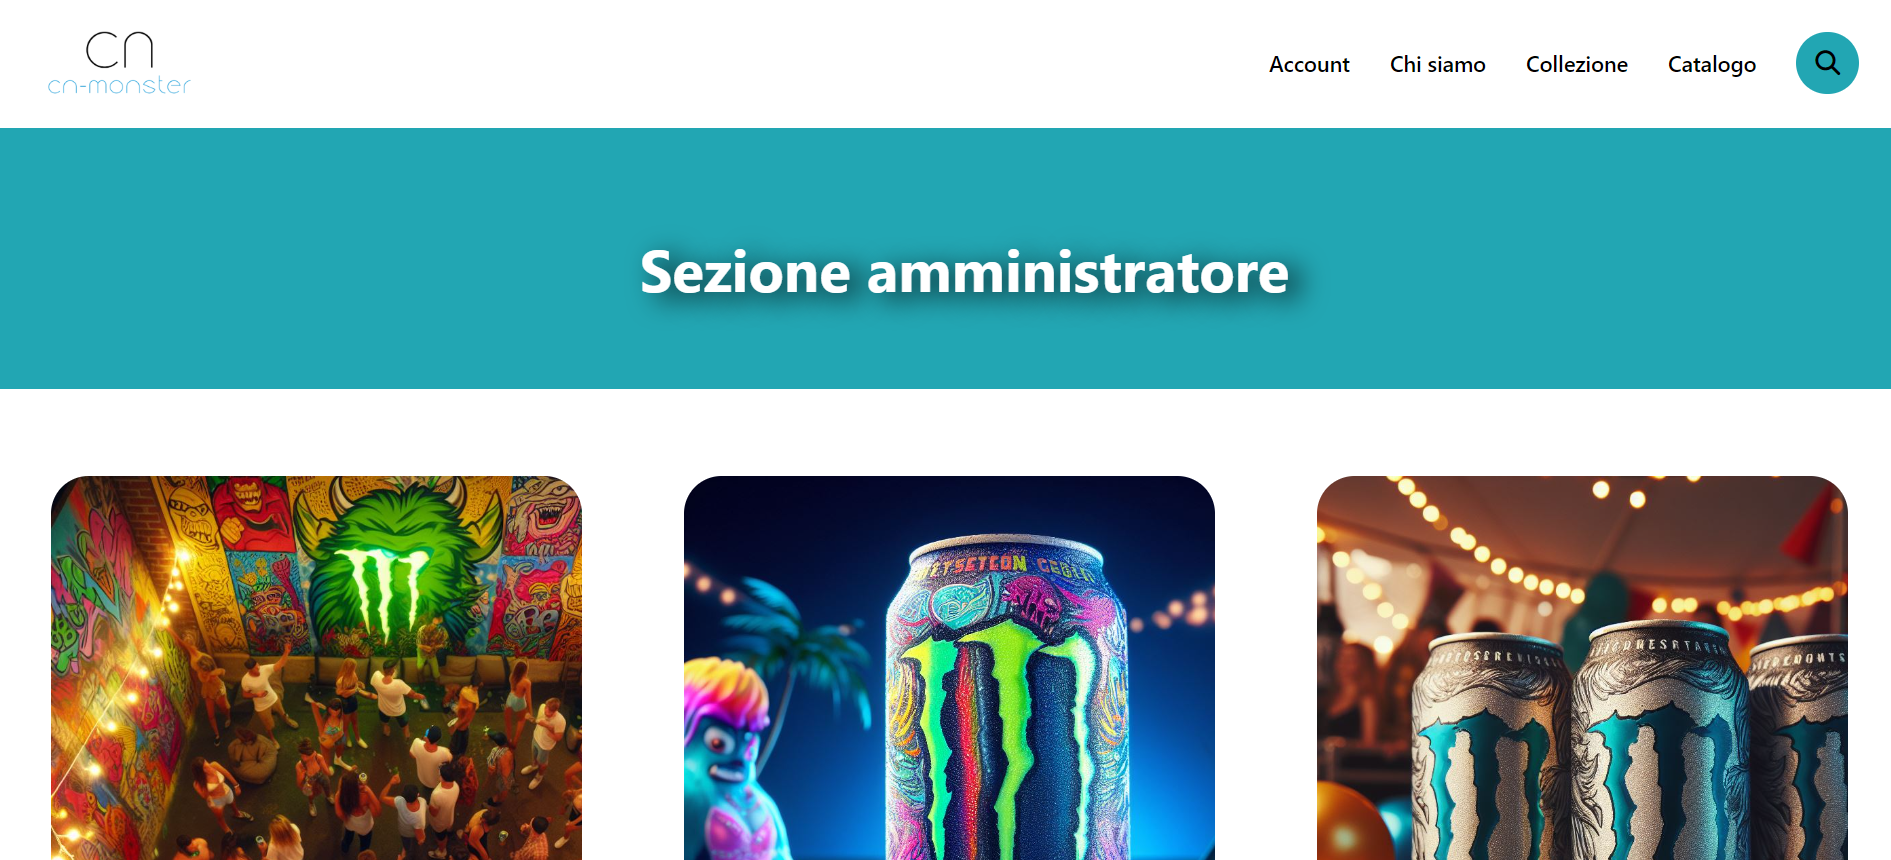 cn
cn-monster
Account
Chi siamo
Collezione
Catalogo
Sezione amministratore